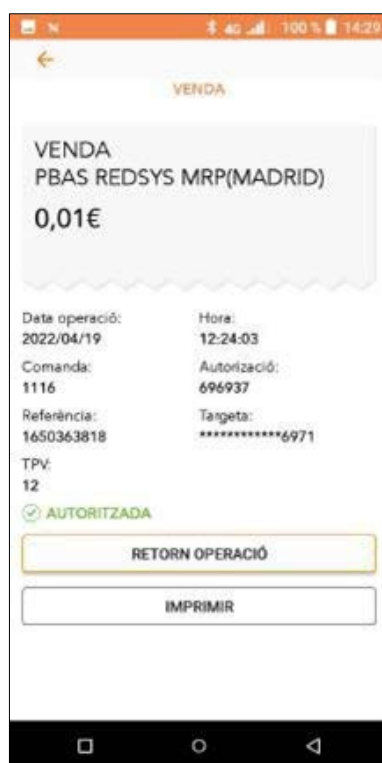 4G 100 % 14:29
VENDA
VENDA
PBAS REDSYS MRP(MADRID)
0,01€
Data operació: Hora:
2022/04/19 12:24:03
Comanda: Autorizació:
1116 696937
Referència: Targeta:
1650363818 ************6971
TPV:
12
AUTORITZADA
RETORN OPERACIÓ
IMPRIMIR